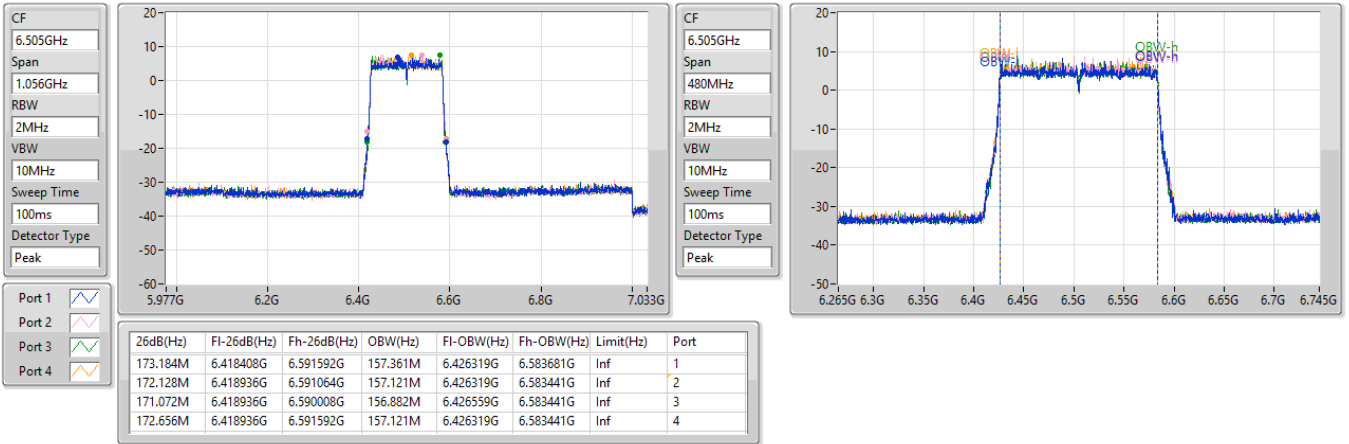 CF
6.505GHz
Span
1.056GHz
RBW
2MHz
VBW
10MHz
Sweep Time
100ms
Detector Type
Peak
20-
10-
0-
-10-
-20-
-30-
-40-
-50-
-60-
5.977G 6.2G 6.4G 6.6G 6.8G 7.033G
CF
6.505GHz
Span
480MHz
RBW
2MHz
VBW
10MHz
Sweep Time
100ms
Detector Type
Peak
20-
10-
0-
-10-
-20-
-30-
-40-
-50-
OBW-h
OBW-h
6.265G 6.3G 6.35G 6.4G 6.45G 6.5G 6.55G 6.6G 6.65G 6.7G 6.745G
Port 1
Port 2
Port 3
Port 4
26dB(Hz) Fl-26dB(Hz) Fh-26dB(Hz) OBW(Hz) Fl-OBW(Hz) Fh-OBW(Hz) Limit(Hz) Port
173.184M 6.418408G 6.591592G 157.361M 6.426319G 6.583681G Inf 1
172.128M 6.418936G 6.591064G 157.121M 6.426319G 6.583441G Inf 2
171.072M 6.418936G 6.590008G 156.882M 6.426559G 6.583441G Inf 3
172.656M 6.418936G 6.591592G 157.121M 6.426319G 6.583441G Inf 4